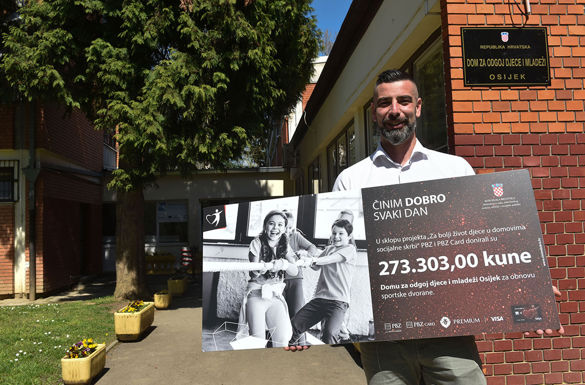 REPUBLIKA HRVATSKA
DOM ZA ODGOJ DJECE I MLADEŽI
OSIJEK
ČINIM DOBRO
SVAKI DAN
U sklopu projekta „Za bolji život djece u domovima
socijalne skrbi“ PBZ i PBZ Card donirali su
273.303,00 kune
Domu za odgoj djece i mladeži Osijek za obnovu
sportske dvorane.
PBZ
PBZ CARD
PREMIUM
VISA